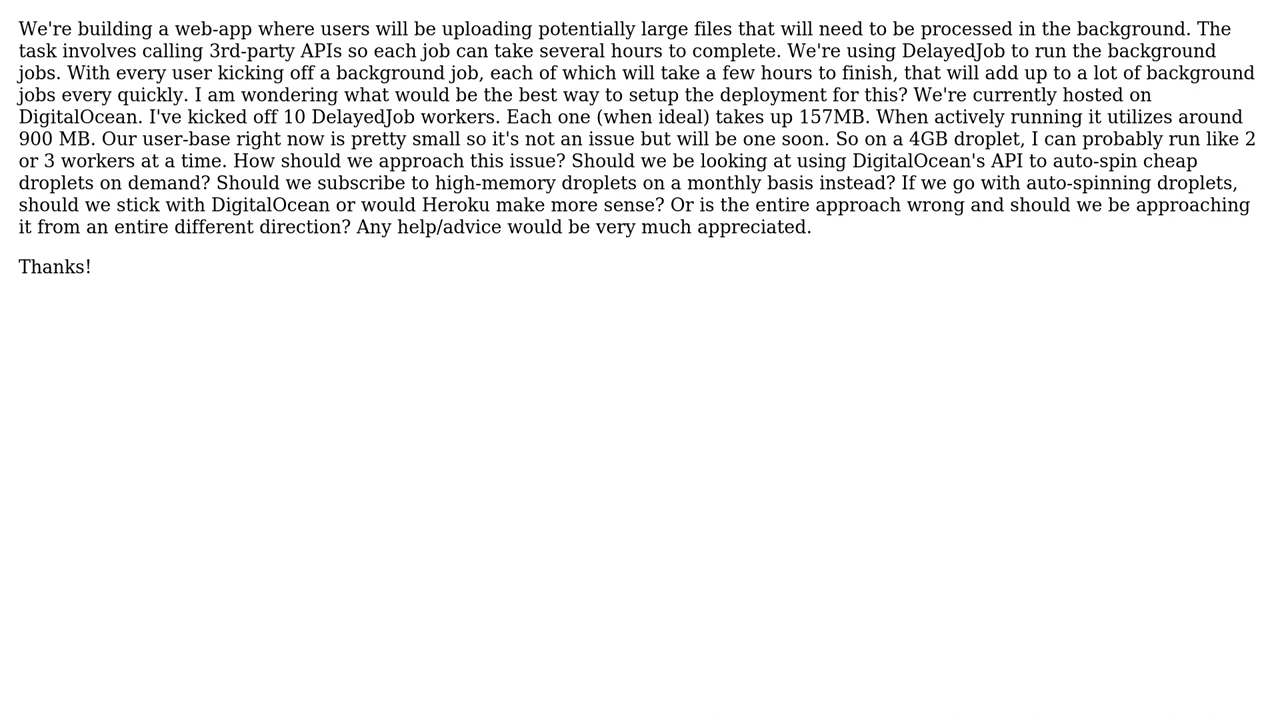 We're building a web-app where users will be uploading potentially large files that will need to be processed in the background. The
task involves calling 3rd-party APIs so each job can take several hours to complete. We're using DelayedJob to run the background
jobs. With every user kicking off a background job, each of which will take a few hours to finish, that will add up to a lot of background
jobs every quickly. I am wondering what would be the best way to setup the deployment for this? We're currently hosted on
DigitalOcean. I've kicked off 10 DelayedJob workers. Each one (when ideal) takes up 157MB. When actively running it utilizes around
900 MB. Our user-base right now is pretty small so it's not an issue but will be one soon. So on a 4GB droplet, I can probably run like 2
or 3 workers at a time. How should we approach this issue? Should we be looking at using DigitalOcean's API to auto-spin cheap
droplets on demand? Should we subscribe to high-memory droplets on a monthly basis instead? If we go with auto-spinning droplets,
should we stick with DigitalOcean or would Heroku make more sense? Or is the entire approach wrong and should we be approaching
it from an entire different direction? Any help/advice would be very much appreciated.
Thanks!